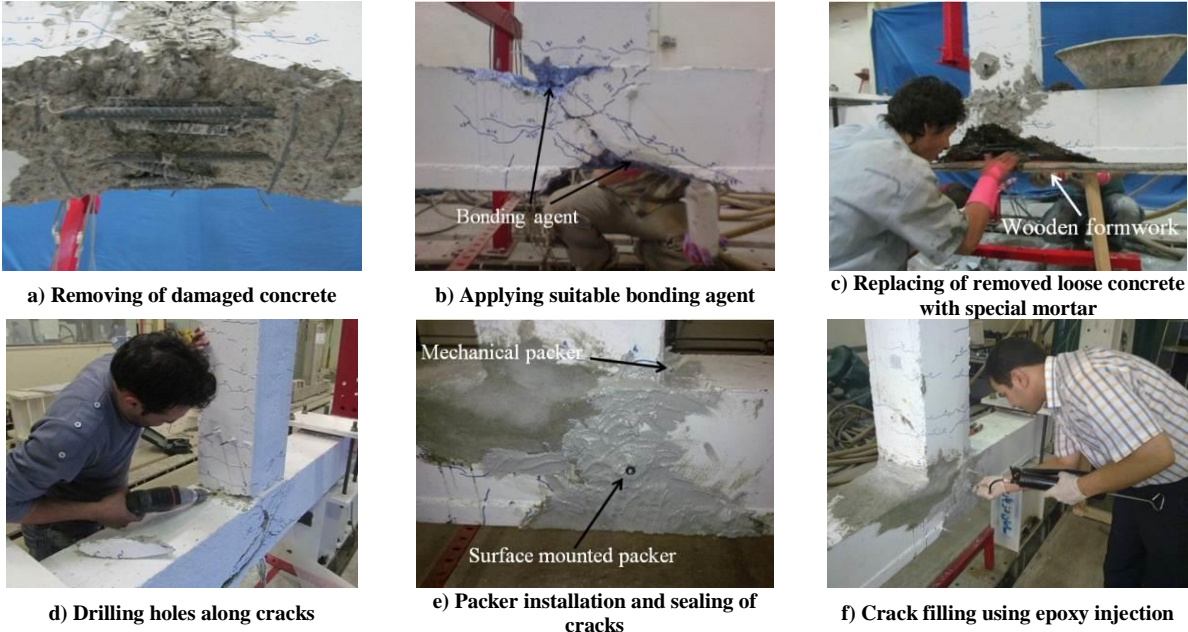 Bonding agent
Wooden formwork
a) Removing of damaged concrete
b) Applying suitable bonding agent
c) Replacing of removed loose concrete
with special mortar
Mechanical packer
Surface mounted packer
d) Drilling holes along cracks
e) Packer installation and sealing of
cracks
f) Crack filling using epoxy injection